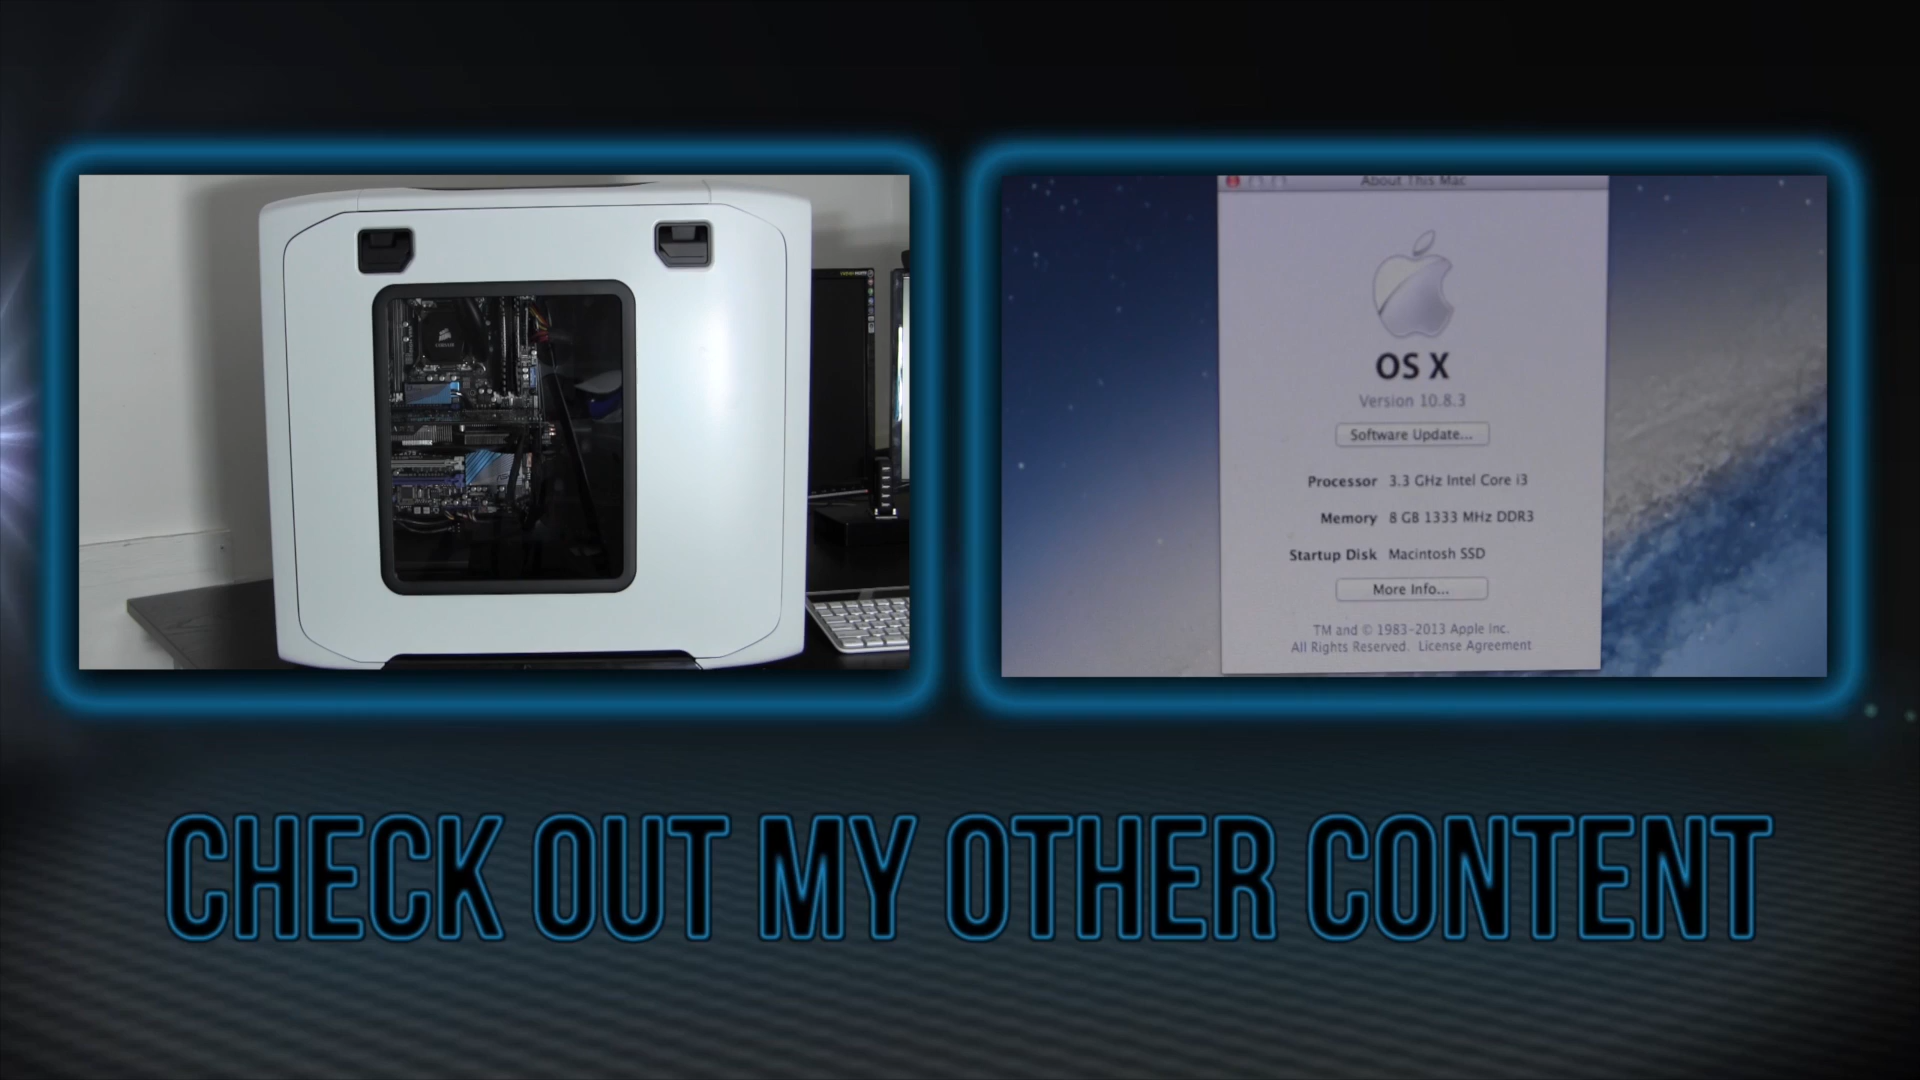 About This Mac
OS X
Version 10.8.3
Software Update...
Processor 3.3 GHz Intel Core i3
Memory 8 GB 1333 MHz DDR3
Startup Disk Macintosh SSD
More Info...
TM and © 1983-2013 Apple Inc.
All Rights Reserved. License Agreement
CHECK OUT MY OTHER CONTENT